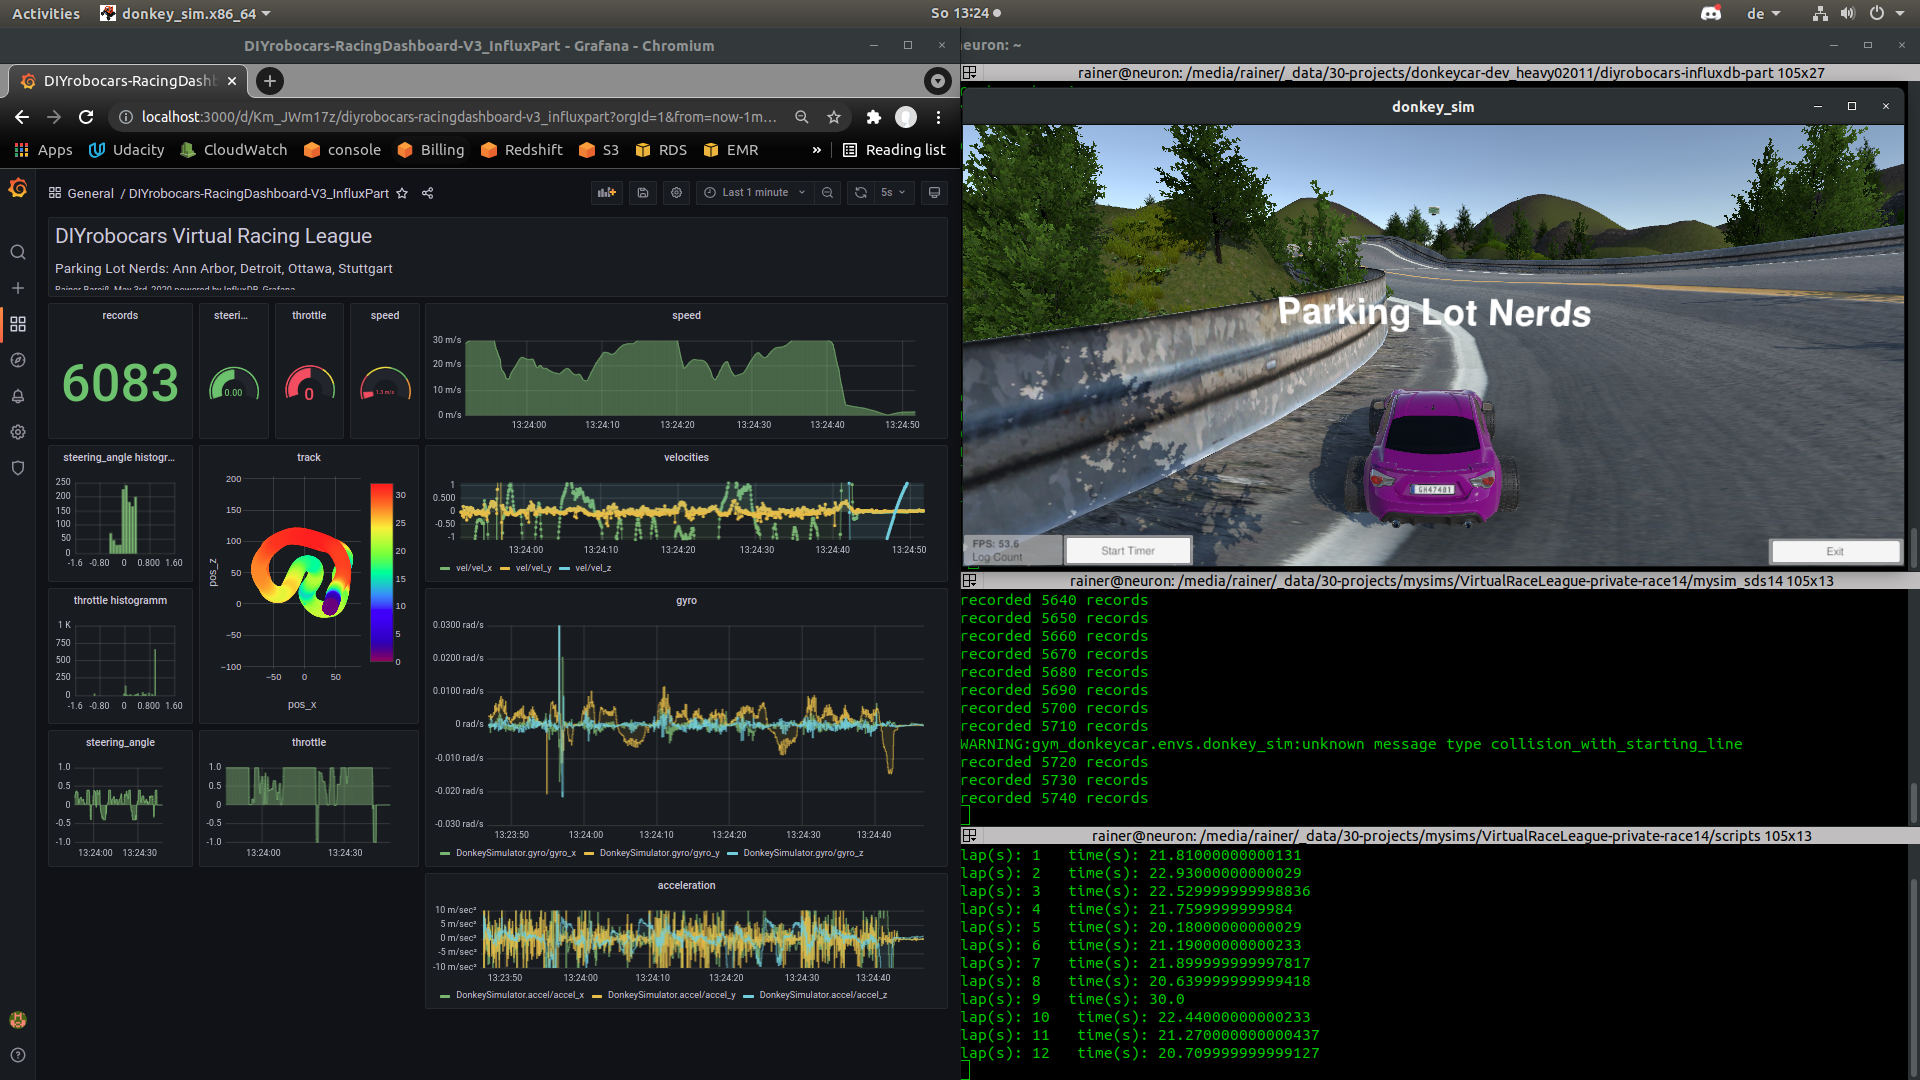 Activities
donkey_sim.x86_64
So 13:24
de
DIYrobocars-RacingDashboard-V3_InfluxPart - Grafana - Chromium
neuron: ~
DIYrobocars-RacingDashb
rainer@neuron: /media/rainer/_data/30-projects/donkeycar-dev_heavy02011/diyrobocars-influxdb-part 105x27
localhost:3000/d/Km_JWm17z/diyrobocars-racingdashboard-v3_influxpart?orgId=1&from=now-1m...
Apps Udacity CloudWatch console Billing Redshift S3 RDS EMR » Reading list
General / DIYrobocars-RacingDashboard-V3_InfluxPart
Last 1 minute
5s
DIYrobocars Virtual Racing League
Parking Lot Nerds: Ann Arbor, Detroit, Ottawa, Stuttgart
Rainer Bareiß, May 3rd, 2020 powered by InfluxDB, Grafana
records
6083
steeri...
0.00
throttle
0
speed
1.3 m/s
speed
30 m/s
20 m/s
10 m/s
0 m/s
13:24:00 13:24:10 13:24:20 13:24:30 13:24:40 13:24:50
steering_angle histogr...
250
200
150
100
50
0
-1.6 -0.80 0 0.800 1.60
track
200
150
100
50
0
−50
−100
−50 0 50
pos_z
pos_x
30
25
20
15
10
5
0
velocities
1
0.500
0
-0.50
-1
13:24:00 13:24:10 13:24:20 13:24:30 13:24:40 13:24:50
vel/vel_x vel/vel_y vel/vel_z
throttle histogramm
1 K
750
500
250
0
-1.6 -0.80 0 0.800 1.60
gyro
0.0300 rad/s
0.0200 rad/s
0.0100 rad/s
0 rad/s
-0.010 rad/s
-0.020 rad/s
-0.030 rad/s
13:23:50 13:24:00 13:24:10 13:24:20 13:24:30 13:24:40
DonkeySimulator.gyro/gyro_x DonkeySimulator.gyro/gyro_y DonkeySimulator.gyro/gyro_z
steering_angle
1.0
0.5
0
-0.5
-1.0
13:24:00 13:24:30
throttle
1.0
0.5
0
-0.5
-1.0
13:24:00 13:24:30
acceleration
10 m/sec²
5 m/sec²
0 m/sec²
-5 m/sec²
-10 m/sec²
13:23:50 13:24:00 13:24:10 13:24:20 13:24:30 13:24:40
DonkeySimulator.accel/accel_x DonkeySimulator.accel/accel_y DonkeySimulator.accel/accel_z
donkey_sim
Parking Lot Nerds
GH47401
FPS: 53.6
Log Count
Start Timer
Exit
rainer@neuron: /media/rainer/_data/30-projects/mysims/VirtualRaceLeague-private-race14/mysim_sds14 105x13
recorded 5640 records
recorded 5650 records
recorded 5660 records
recorded 5670 records
recorded 5680 records
recorded 5690 records
recorded 5700 records
recorded 5710 records
WARNING:gym_donkeycar.envs.donkey_sim:unknown message type collision_with_starting_line
recorded 5720 records
recorded 5730 records
recorded 5740 records
rainer@neuron: /media/rainer/_data/30-projects/mysims/VirtualRaceLeague-private-race14/scripts 105x13
lap(s): 1 time(s): 21.81000000000131
lap(s): 2 time(s): 22.93000000000029
lap(s): 3 time(s): 22.529999999998836
lap(s): 4 time(s): 21.7599999999984
lap(s): 5 time(s): 20.18000000000029
lap(s): 6 time(s): 21.19000000000233
lap(s): 7 time(s): 21.899999999997817
lap(s): 8 time(s): 20.639999999999418
lap(s): 9 time(s): 30.0
lap(s): 10 time(s): 22.44000000000233
lap(s): 11 time(s): 21.270000000000437
lap(s): 12 time(s): 20.709999999999127